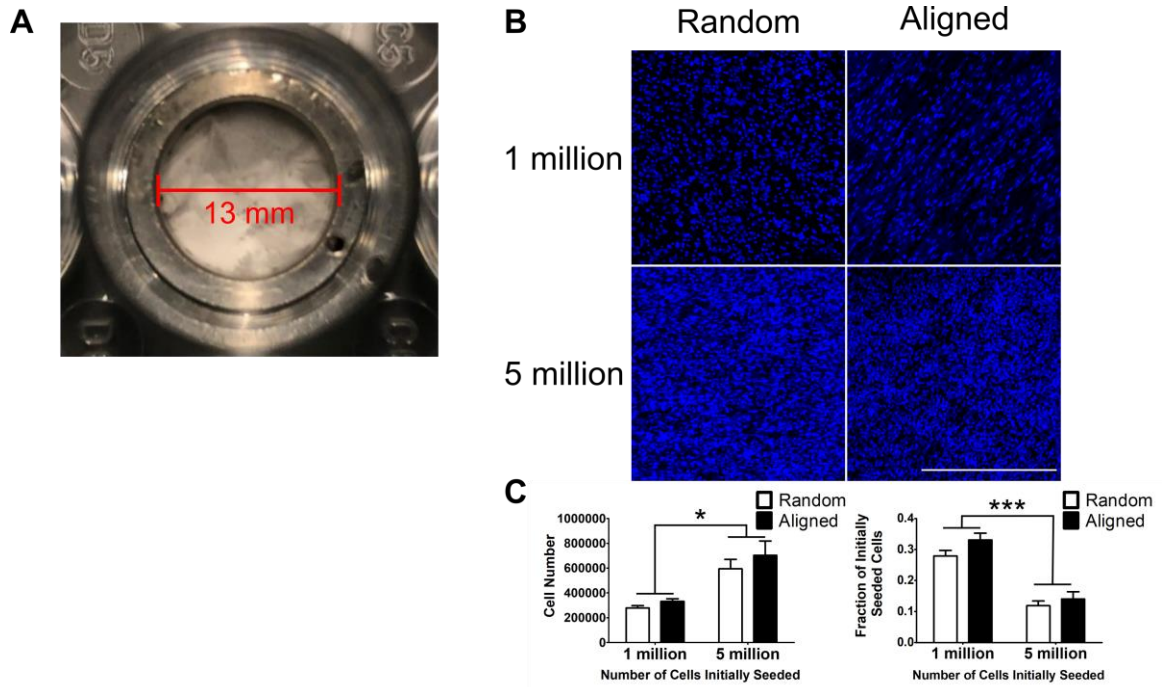 A
D5
C5
13 mm
B
Random
Aligned
1 million
5 million
C
Random
Aligned
*
1000000
800000
600000
400000
200000
0
Cell Number
1 million
5 million
Number of Cells Initially Seeded
Random
Aligned
***
0.4
0.3
0.2
0.1
0.0
Fraction of Initially
Seeded Cells
1 million
5 million
Number of Cells Initially Seeded